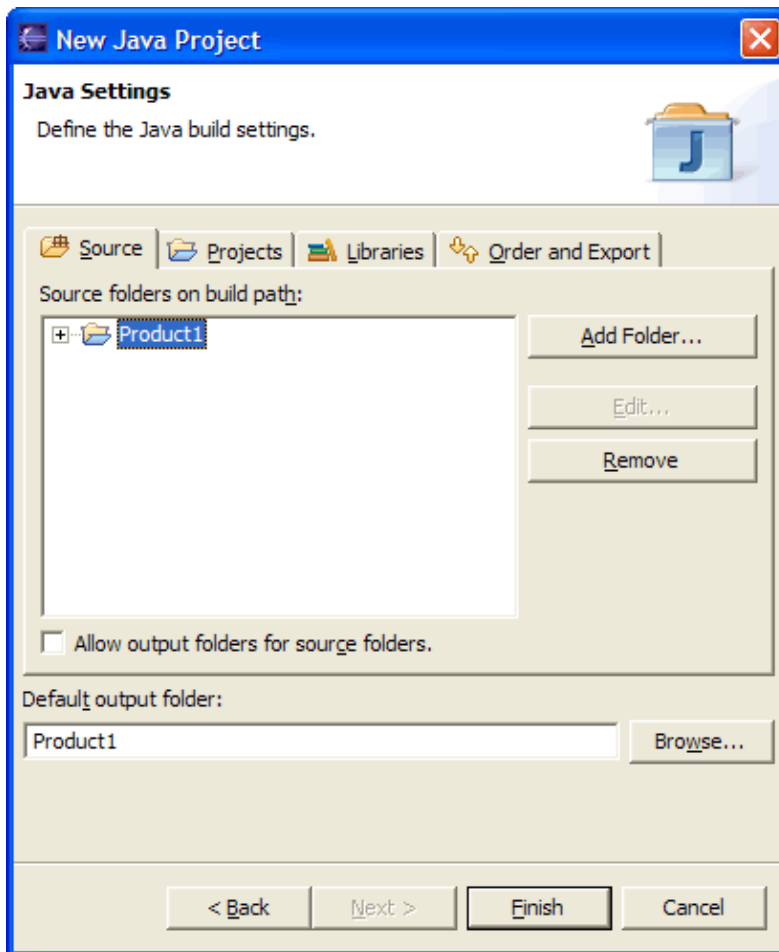 New Java Project
Java Settings
Define the Java build settings.
Source
Projects
Libraries
Order and Export
Source folders on build path:
Product1
Add Folder...
Edit...
Remove
Allow output folders for source folders.
Default output folder:
Product1
Browse...
< Back
Next >
Finish
Cancel